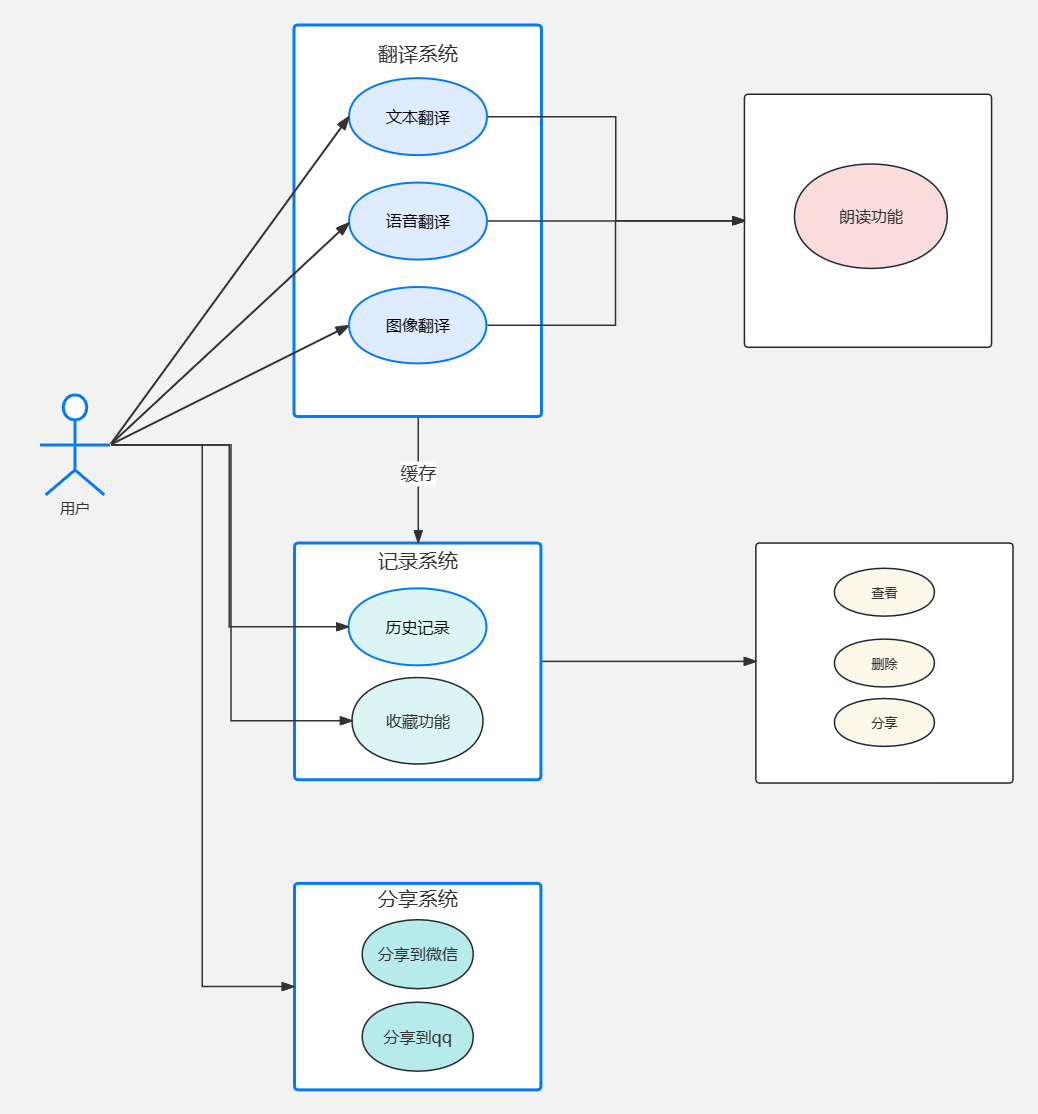 翻译系统
文本翻译
语音翻译
图像翻译
朗读功能
用户
缓存
记录系统
历史记录
收藏功能
查看
删除
分享
分享系统
分享到微信
分享到qq